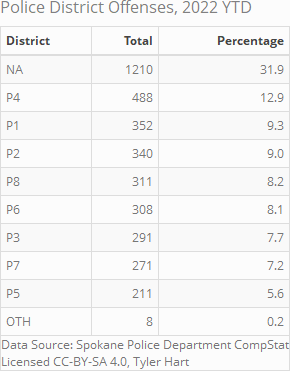 Police District Offenses, 2022 YTD
District Total Percentage
NA 1210 31.9
P4 488 12.9
P1 352 9.3
P2 340 9.0
P8 311 8.2
P6 308 8.1
P3 291 7.7
P7 271 7.2
P5 211 5.6
OTH 8 0.2
Data Source: Spokane Police Department CompStat
Licensed CC-BY-SA 4.0, Tyler Hart